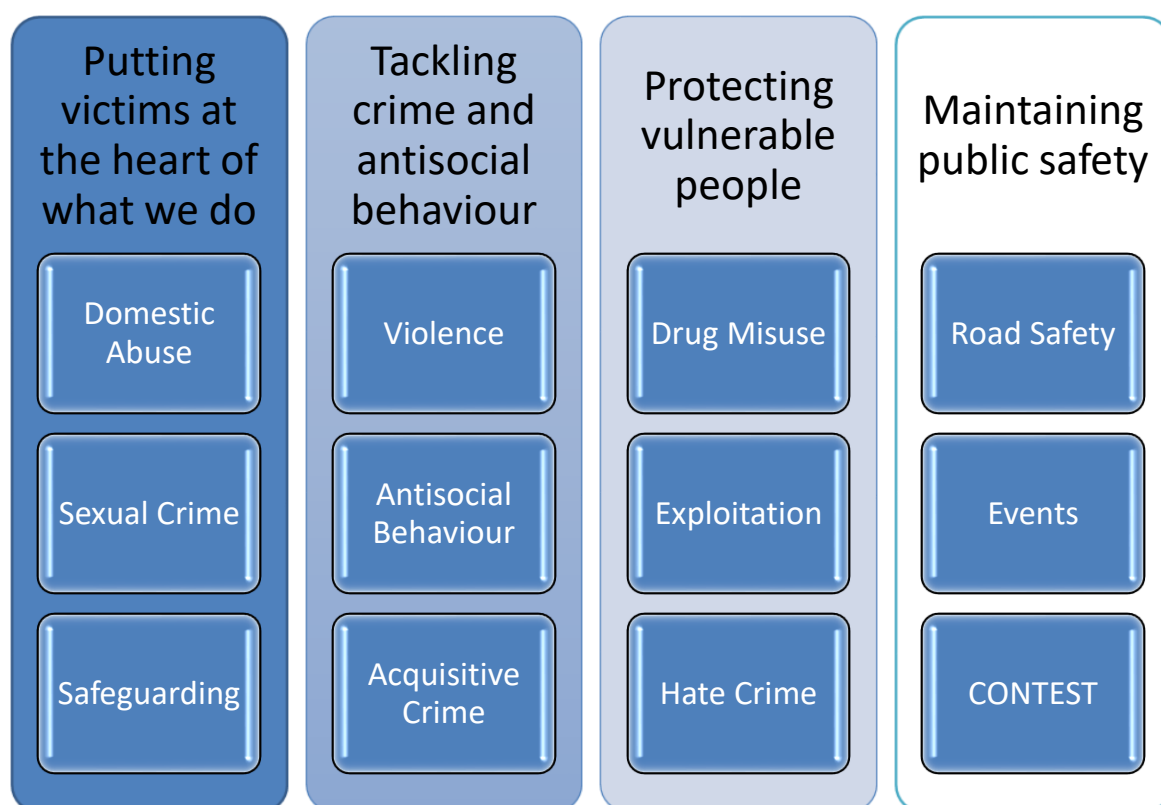 Putting
victims at
the heart of
what we do
Domestic
Abuse
Sexual Crime
Safeguarding
Tackling
crime and
antisocial
behaviour
Violence
Antisocial
Behaviour
Acquisitive
Crime
Protecting
vulnerable
people
Drug Misuse
Exploitation
Hate Crime
Maintaining
public safety
Road Safety
Events
CONTEST